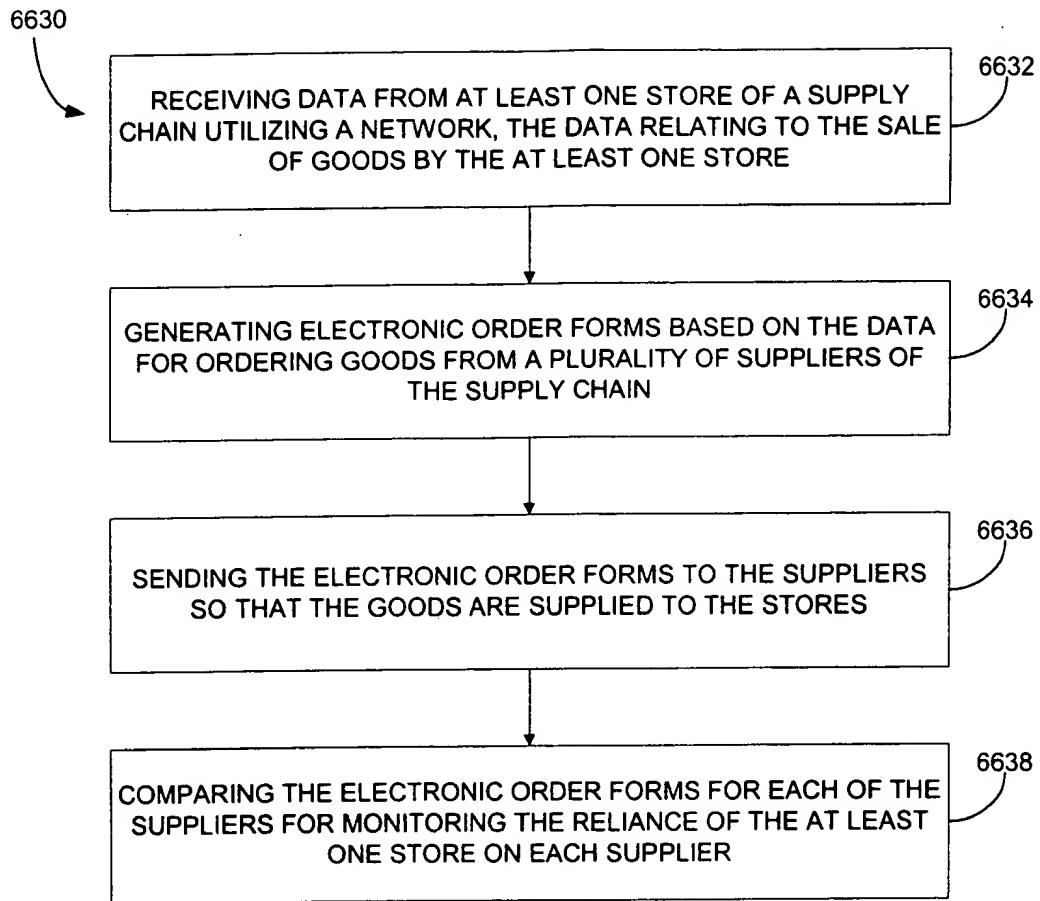 6630
6632
RECEIVING DATA FROM AT LEAST ONE STORE OF A SUPPLY
CHAIN UTILIZING A NETWORK, THE DATA RELATING TO THE SALE
OF GOODS BY THE AT LEAST ONE STORE
6634
GENERATING ELECTRONIC ORDER FORMS BASED ON THE DATA
FOR ORDERING GOODS FROM A PLURALITY OF SUPPLIERS OF
THE SUPPLY CHAIN
6636
SENDING THE ELECTRONIC ORDER FORMS TO THE SUPPLIERS
SO THAT THE GOODS ARE SUPPLIED TO THE STORES
6638
COMPARING THE ELECTRONIC ORDER FORMS FOR EACH OF THE
SUPPLIERS FOR MONITORING THE RELIANCE OF THE AT LEAST
ONE STORE ON EACH SUPPLIER